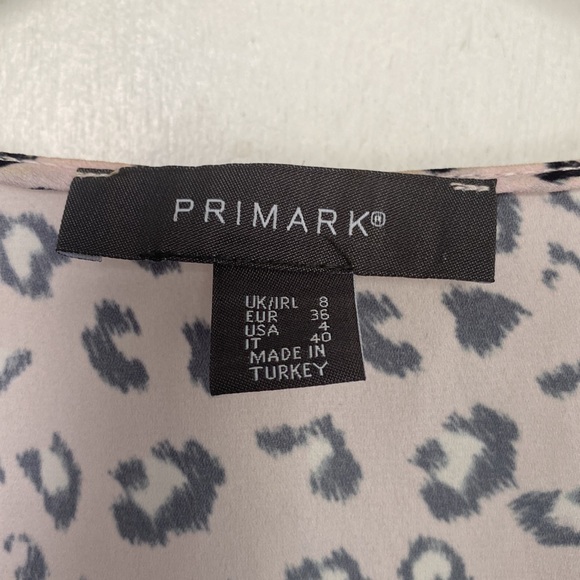 PRIMARK®
UK/IRL 8
EUR 36
USA 4
IT 40
MADE IN
TURKEY